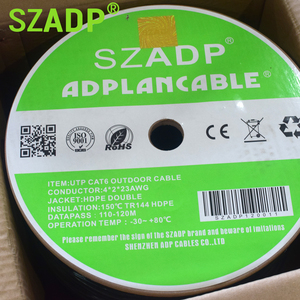 SZADP®
SZADP®
ADPLANCABLE®
ISO
RoHS
ITEM:UTP CAT6 OUTDOOR CABLE
CONDUCTOR:4*2*23AWG
JACKET:HDPE DOUBLE
INSULATION:150℃ TR144 HDPE
DATAPASS : 110-120M
OPERATION TEMP : -30~ +80℃
SZADP120611
Please remember the sign of the SZADP brand and beware of imitations
SHENZHEN ADP CABLES CO., LTD